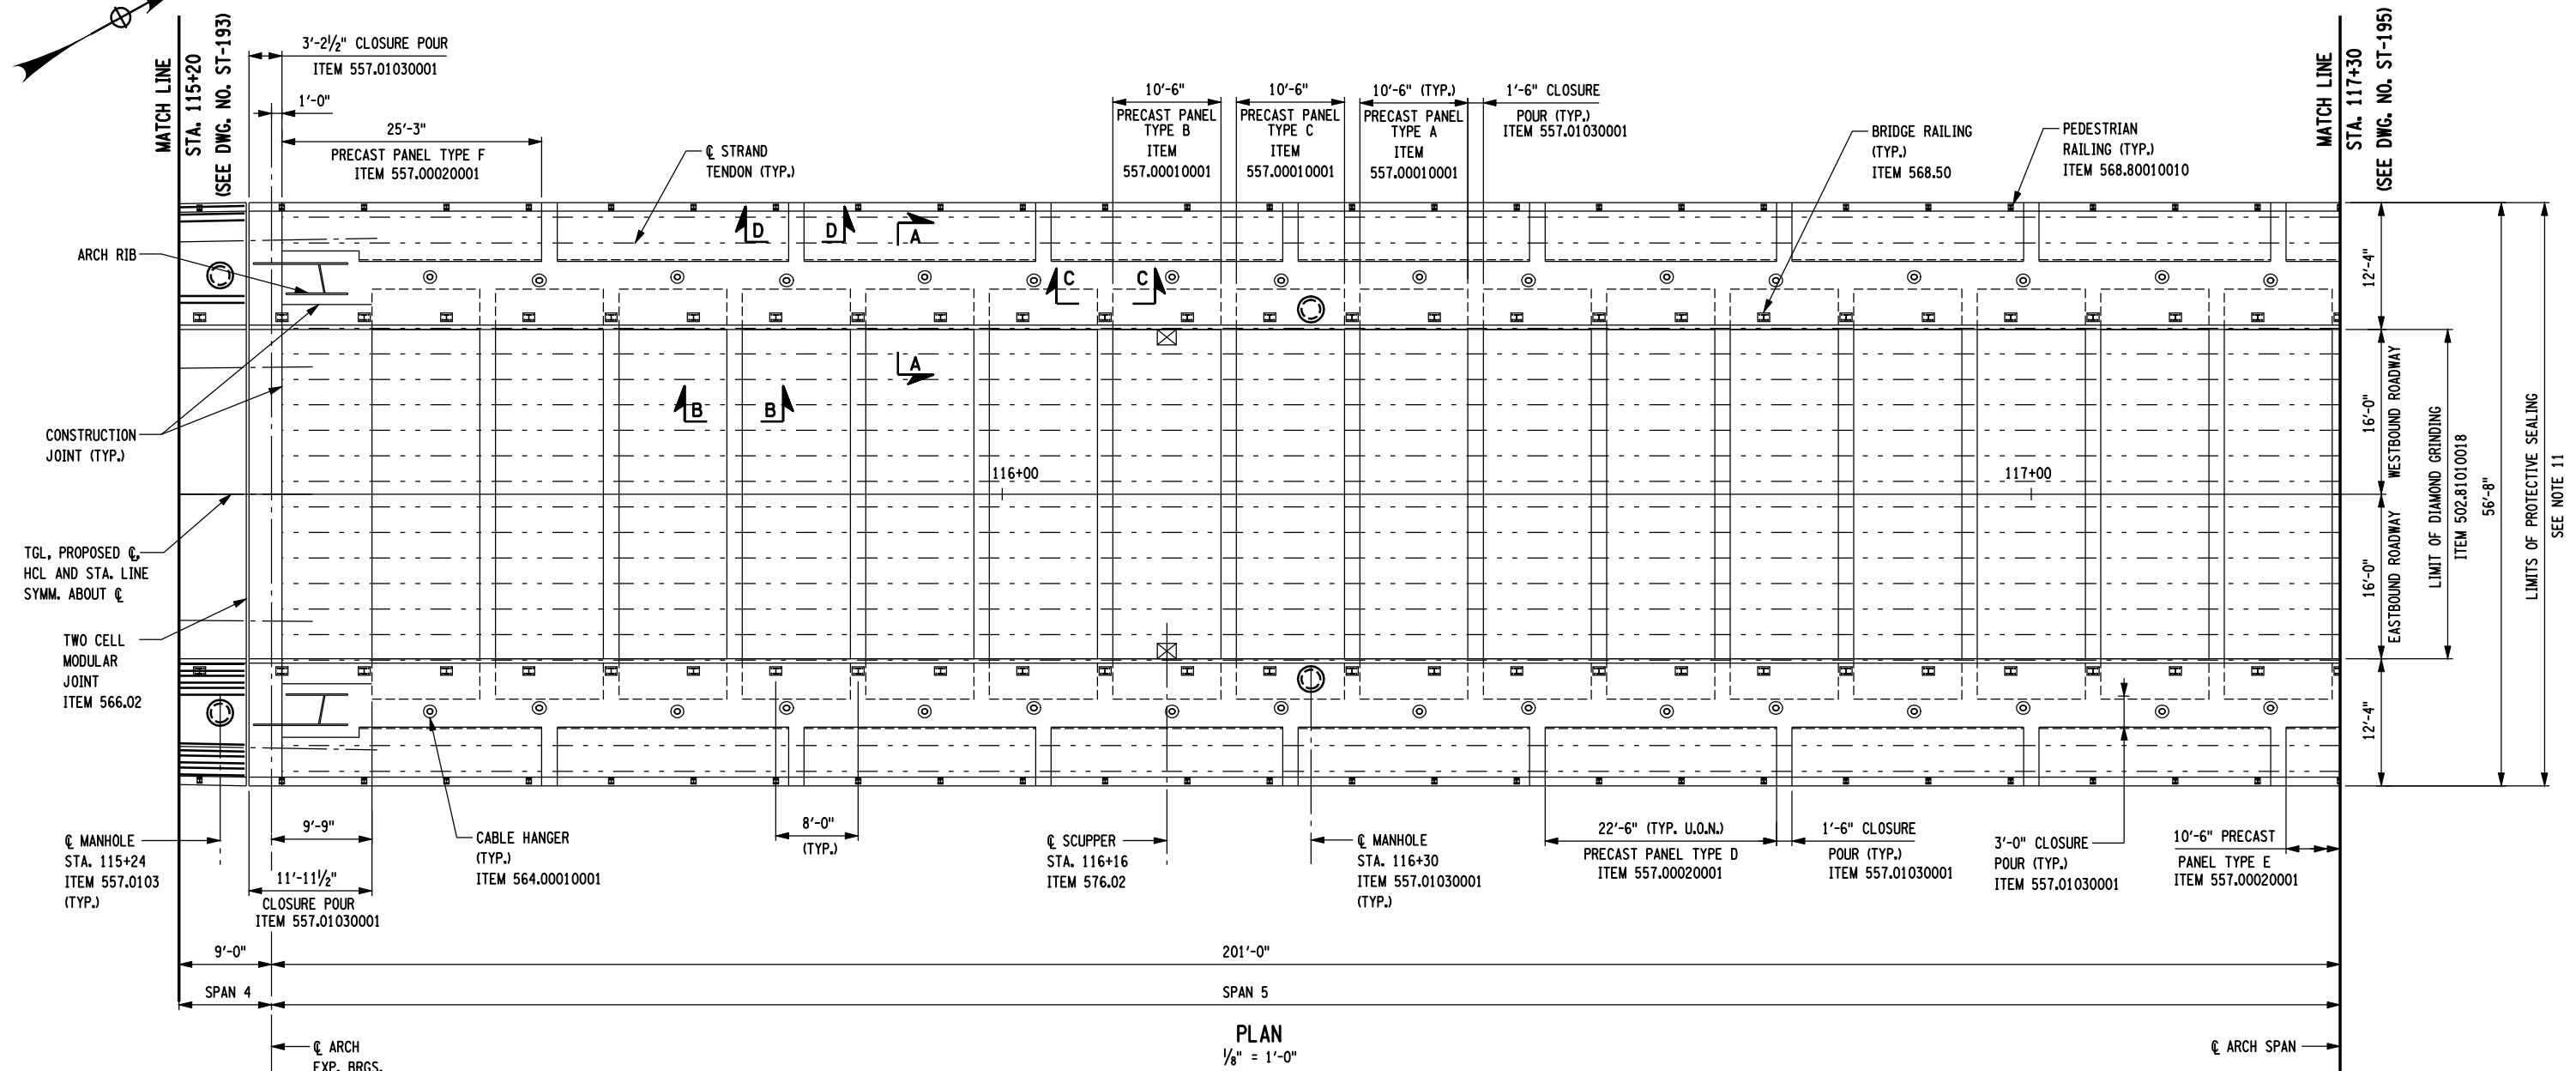 MATCH LINE
STA. 115+20
(SEE DWG. NO. ST-193)
3'-2½" CLOSURE POUR
ITEM 557.01030001
1'-0"
25'-3"
PRECAST PANEL TYPE F
ITEM 557.00020001
℄ STRAND
TENDON (TYP.)
10'-6"
PRECAST PANEL
TYPE B
ITEM
557.00010001
10'-6"
PRECAST PANEL
TYPE C
ITEM
557.00010001
10'-6" (TYP.)
PRECAST PANEL
TYPE A
ITEM
557.00010001
1'-6" CLOSURE
POUR (TYP.)
ITEM 557.01030001
BRIDGE RAILING
(TYP.)
ITEM 568.50
PEDESTRIAN
RAILING (TYP.)
ITEM 568.80010010
MATCH LINE
STA. 117+30
(SEE DWG. NO. ST-195)
D
D
A
ARCH RIB
C
C
A
B
B
CONSTRUCTION
JOINT (TYP.)
116+00
117+00
TGL, PROPOSED ℄,
HCL AND STA. LINE
SYMM. ABOUT ℄
TWO CELL
MODULAR
JOINT
ITEM 566.02
12'-4"
16'-0"
WESTBOUND ROADWAY
16'-0"
EASTBOUND ROADWAY
12'-4"
LIMIT OF DIAMOND GRINDING
ITEM 502.81010018
56'-8"
LIMITS OF PROTECTIVE SEALING
SEE NOTE 11
℄ MANHOLE
STA. 115+24
ITEM 557.0103
(TYP.)
9'-9"
11'-11½"
CLOSURE POUR
ITEM 557.01030001
CABLE HANGER
(TYP.)
ITEM 564.00010001
8'-0"
(TYP.)
℄ SCUPPER
STA. 116+16
ITEM 576.02
℄ MANHOLE
STA. 116+30
ITEM 557.01030001
(TYP.)
22'-6" (TYP. U.O.N.)
PRECAST PANEL TYPE D
ITEM 557.00020001
1'-6" CLOSURE
POUR (TYP.)
ITEM 557.01030001
3'-0" CLOSURE
POUR (TYP.)
ITEM 557.01030001
10'-6" PRECAST
PANEL TYPE E
ITEM 557.00020001
9'-0"
201'-0"
SPAN 4
SPAN 5
PLAN
⅛" = 1'-0"
℄ ARCH
EXP. BRGS.
℄ ARCH SPAN